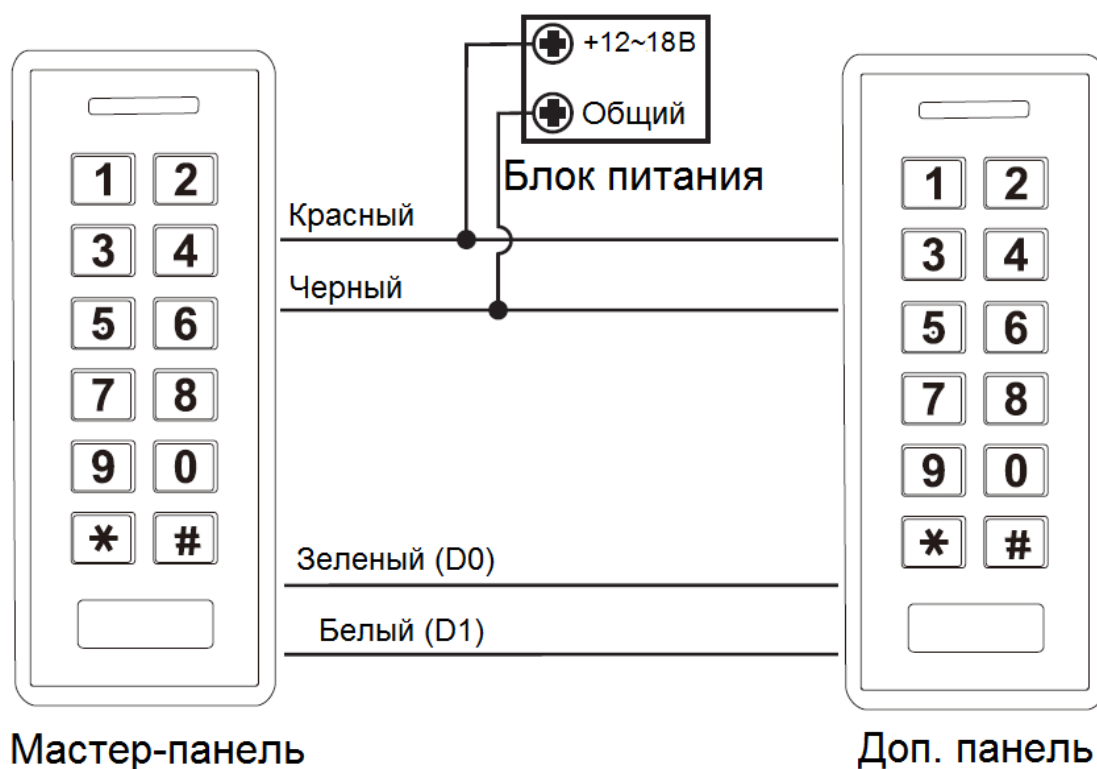 +12~18В
Общий
Блок питания
1 2
3 4
5 6
7 8
9 0
* #
Красный
Черный
Зеленый (D0)
Белый (D1)
1 2
3 4
5 6
7 8
9 0
* #
Мастер-панель
Доп. панель